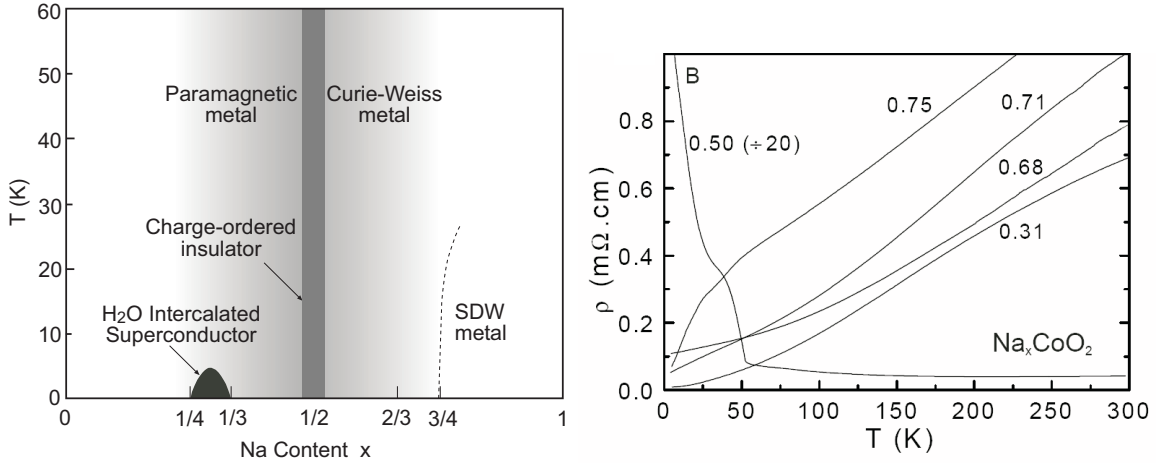 60
50
40
30
20
10
0
T (K)
Paramagnetic
metal
Curie-Weiss
metal
Charge-ordered
insulator
H2O Intercalated
Superconductor
SDW
metal
0
1/4
1/3
1/2
2/3
3/4
1
Na Content x
B
0.8
0.6
0.4
0.2
0.0
ρ (mΩ.cm)
0.50 (÷20)
0.75
0.71
0.68
0.31
NaxCoO2
0
50
100
150
200
250
300
T (K)